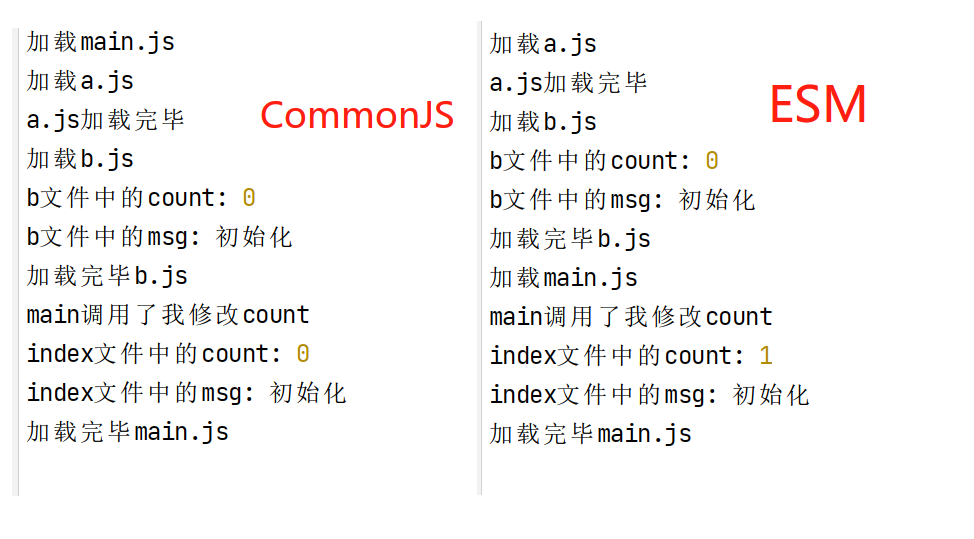 加载main.js
加载a.js
a.js加载完毕
加载b.js
b文件中的count: 0
b文件中的msg: 初始化
加载完毕b.js
main调用了我修改count
index文件中的count: 0
index文件中的msg: 初始化
加载完毕main.js
CommonJS
加载a.js
a.js加载完毕
加载b.js
b文件中的count: 0
b文件中的msg: 初始化
加载完毕b.js
加载main.js
main调用了我修改count
index文件中的count: 1
index文件中的msg: 初始化
加载完毕main.js
ESM